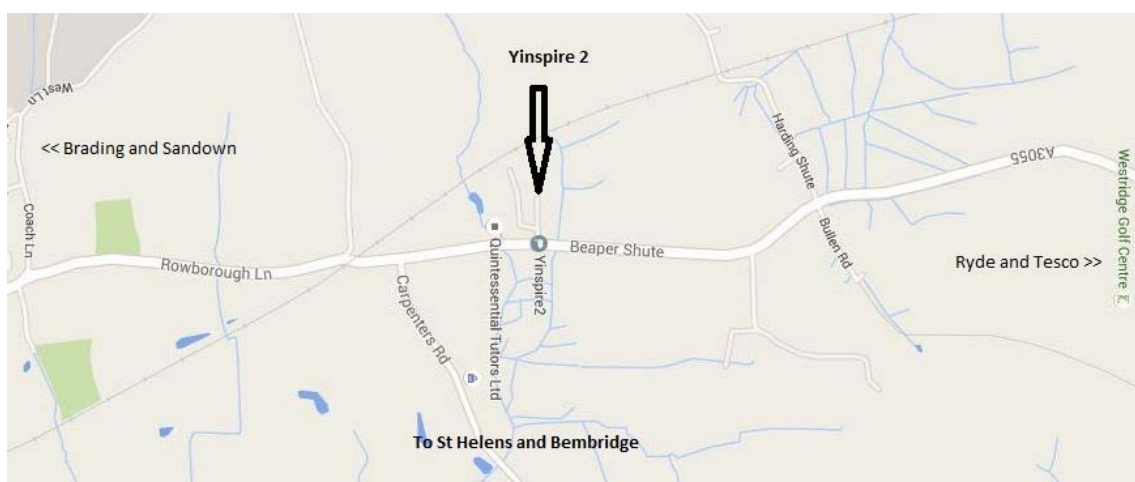 Yinspire 2
West Ln
<< Brading and Sandown
Harding Shute
A3055
Westridge Golf Centre
Coach Ln
Rowborough Ln
Quintessential Tutors Ltd
Yinspire2
Beaper Shute
Bullen Rd
Ryde and Tesco >>
Carpenters Rd
To St Helens and Bembridge